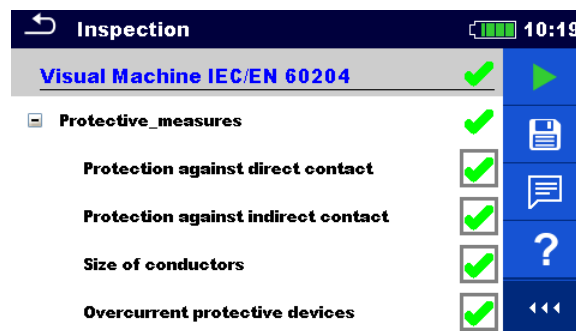 Inspection
10:19
Visual Machine IEC/EN 60204
Protective_measures
Protection against direct contact
Protection against indirect contact
?
Size of conductors
Overcurrent protective devices